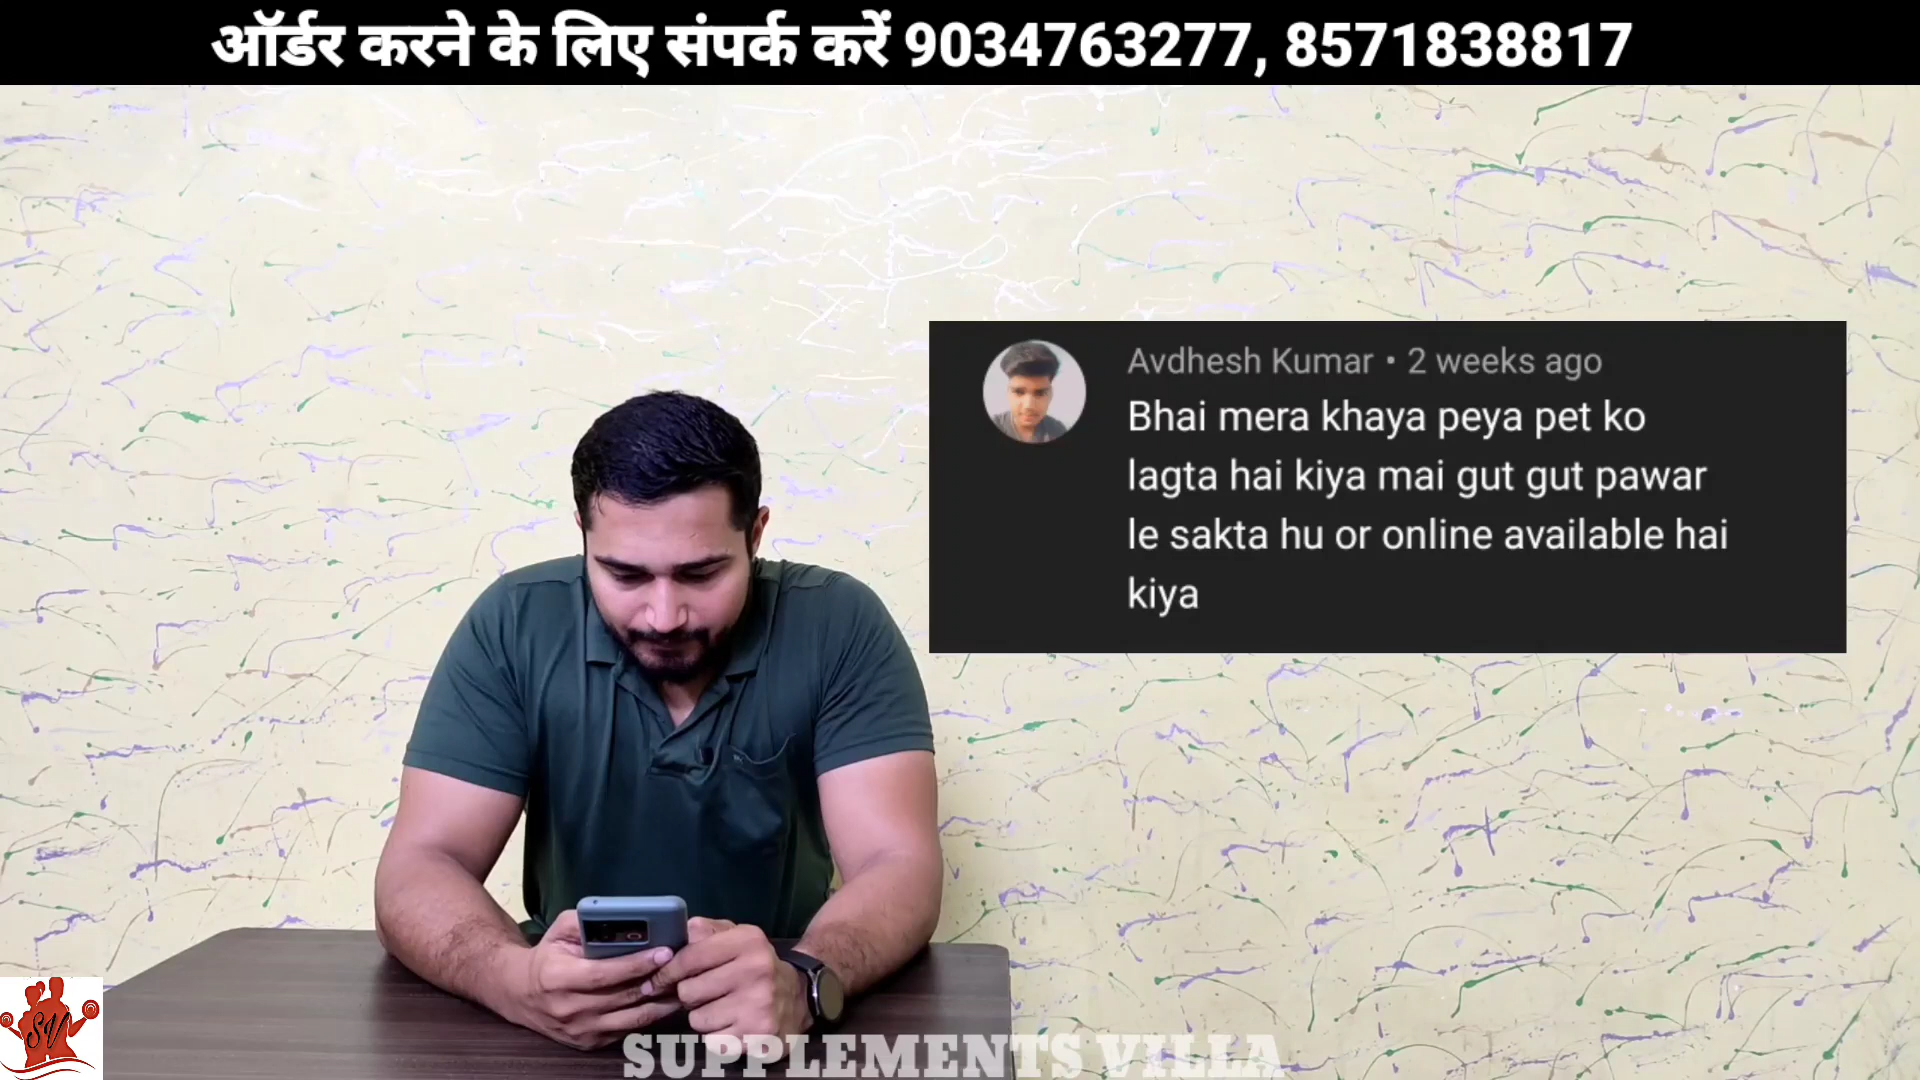 ऑर्डर करने के लिए संपर्क करें 9034763277, 8571838817
Avdhesh Kumar • 2 weeks ago
Bhai mera khaya peya pet ko
lagta hai kiya mai gut gut pawar
le sakta hu or online available hai
kiya
SV
SUPPLEMENTS VILLA